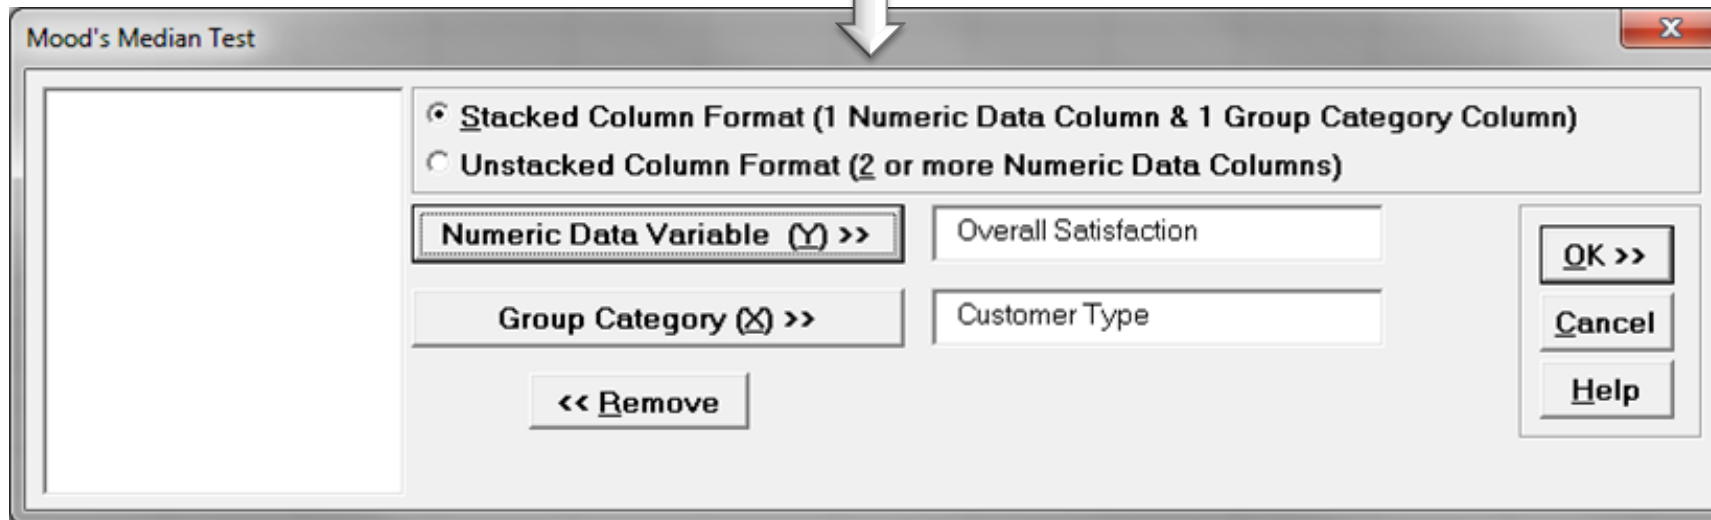 Mood's Median Test
Stacked Column Format (1 Numeric Data Column & 1 Group Category Column)
Unstacked Column Format (2 or more Numeric Data Columns)
Numeric Data Variable (Y) >>
Overall Satisfaction
Group Category (X) >>
Customer Type
<< Remove
OK >>
Cancel
Help